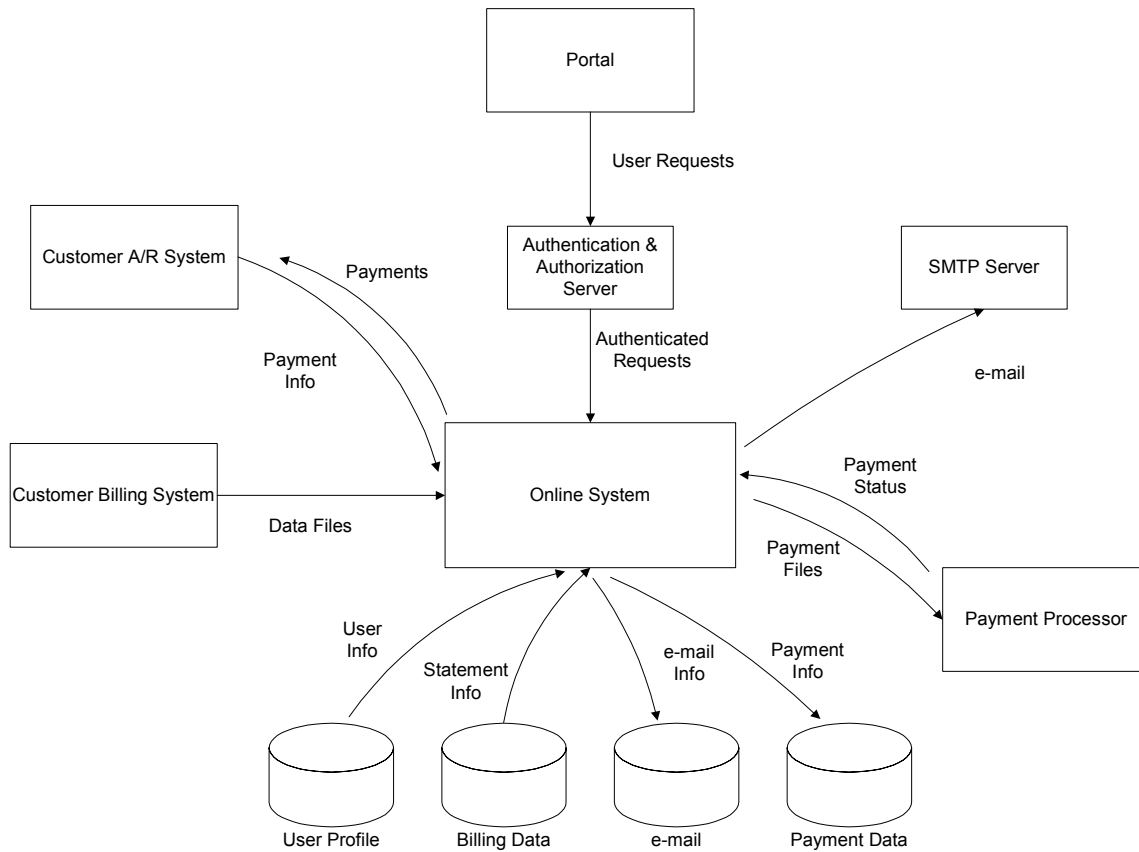 Portal
User Requests
Customer A/R System
Payments
Authentication &
Authorization
Server
SMTP Server
Payment
Info
Authenticated
Requests
e-mail
Customer Billing System
Data Files
Online System
Payment
Status
Payment
Files
Payment Processor
User
Info
Statement
Info
e-mail
Info
Payment
Info
User Profile
Billing Data
e-mail
Payment Data